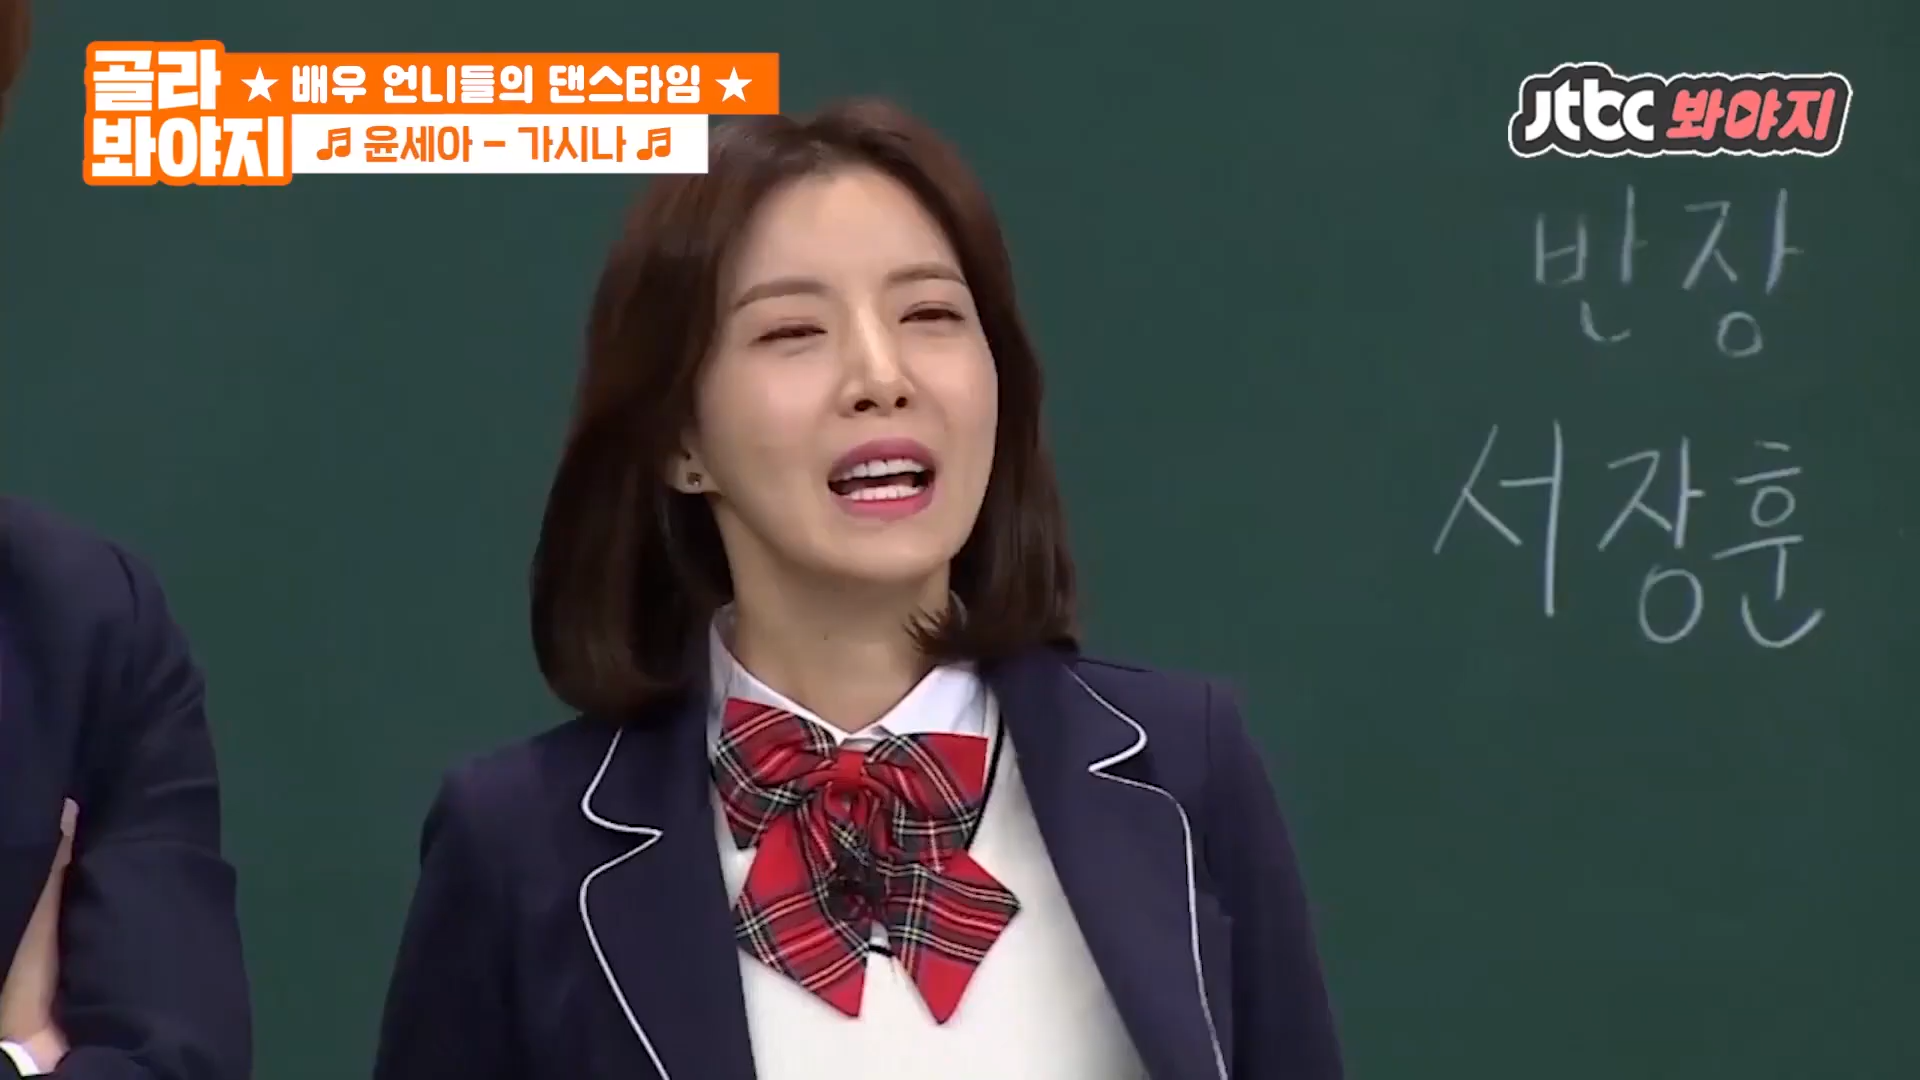 골라
봐야지
★ 배우 언니들의 댄스타임 ★
♫ 윤세아 - 가시나 ♫
jtbc 봐야지
반장
서장훈